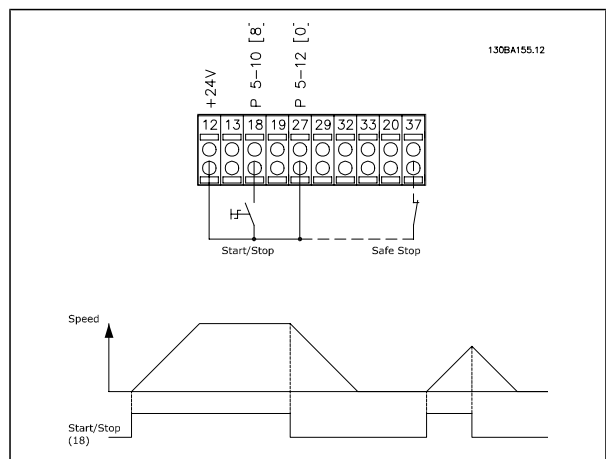 130BA155.12
+24V
P 5-10 [8]
P 5-12 [0]
12 13 18 19 27 29 32 33 20 37
Start/Stop
Safe Stop
Speed
Start/Stop
(18)